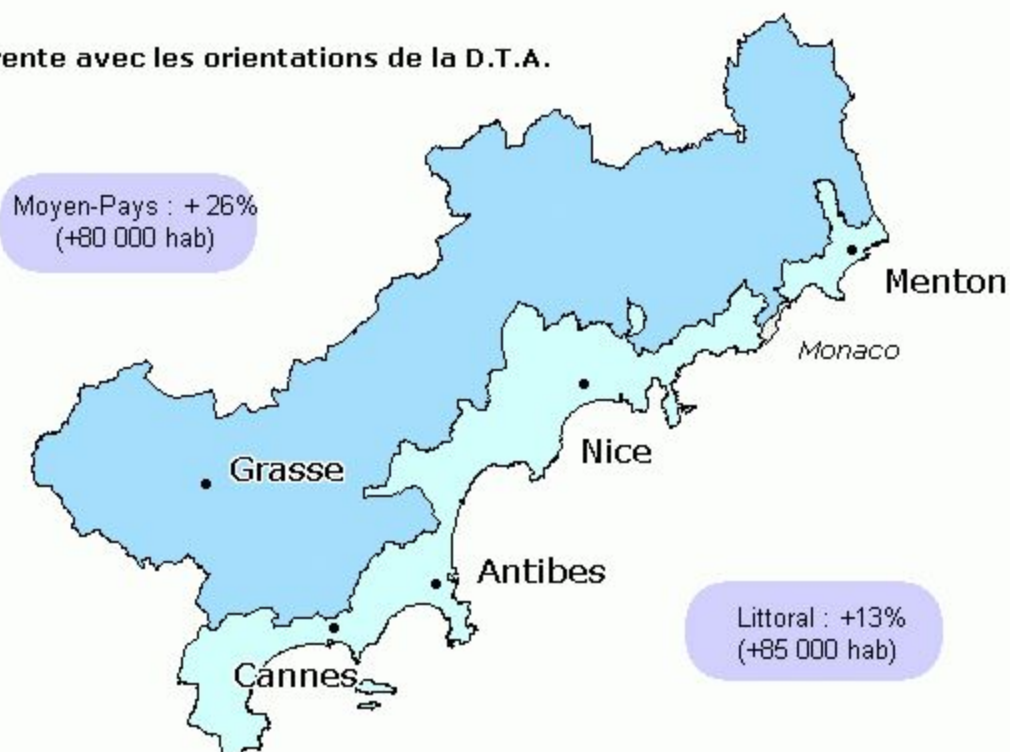 avec les orientations de la D.T.A.
Moyen-Pays : + 26%
(+80 000 hab)
Menton
Monaco
Nice
Grasse
Antibes
Littoral : +13%
(+85 000 hab)
Cannes